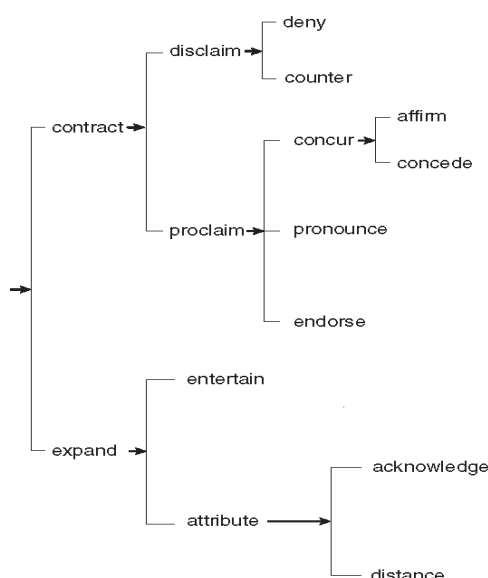 deny
disclaim
counter
contract
affirm
concur
concede
proclaim
pronounce
endorse
entertain
expand
acknowledge
attribute
distance